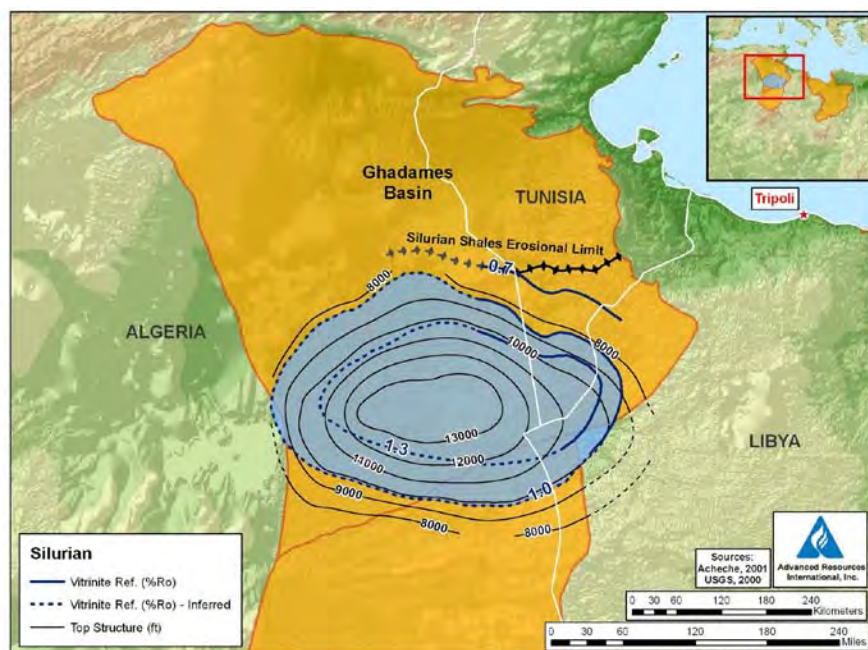 Ghadames
Basin
TUNISIA
Tripoli
Silurian Shales Erosional Limit
0.7
8000
ALGERIA
10000
8000
13000
1.3
11000
12000
LIBYA
9000
1.0
8000
8000
Silurian
Vitrinite Ref. (%Ro)
Vitrinite Ref. (%Ro) - Inferred
Top Structure (ft)
Sources:
Acheche, 2001
USGS, 2000
Advanced Resources
International, Inc.
0 30 60 120 180 240
Kilometers
0 30 60 120 180 240
Miles